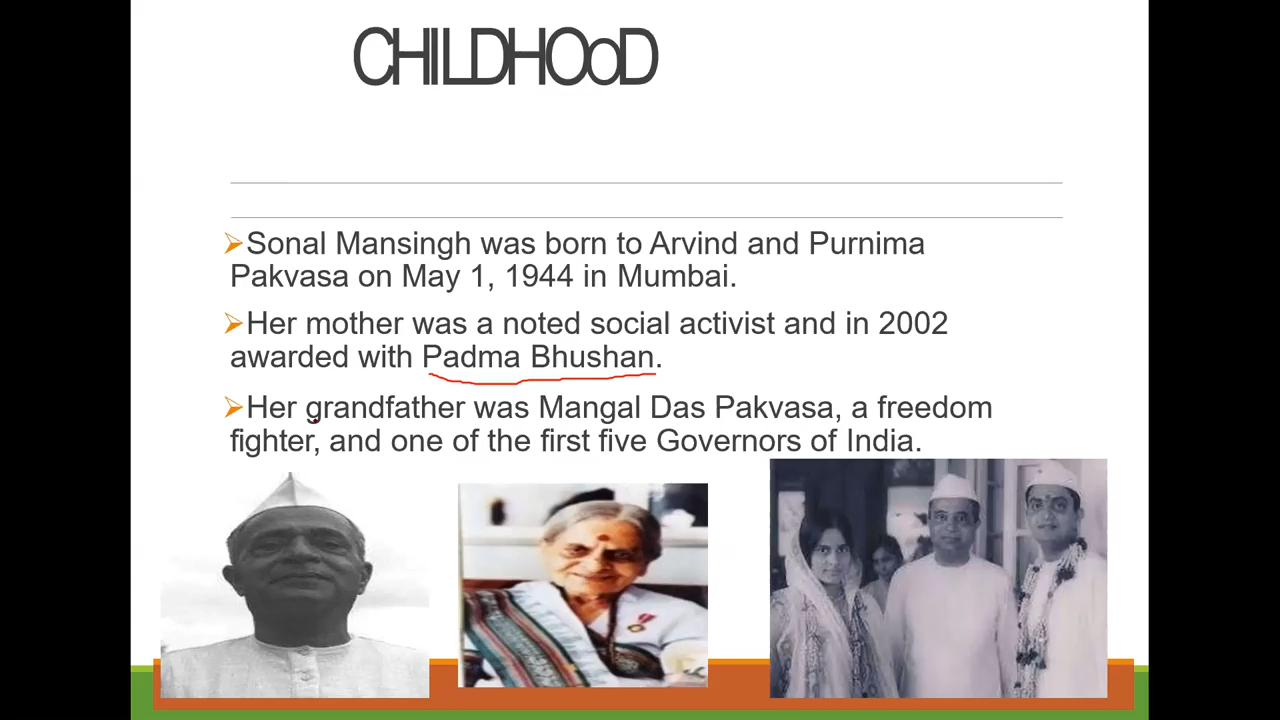 CHILDHOoD
Sonal Mansingh was born to Arvind and Purnima
Pakvasa on May 1, 1944 in Mumbai.
Her mother was a noted social activist and in 2002
awarded with Padma Bhushan.
Her grandfather was Mangal Das Pakvasa, a freedom
fighter, and one of the first five Governors of India.